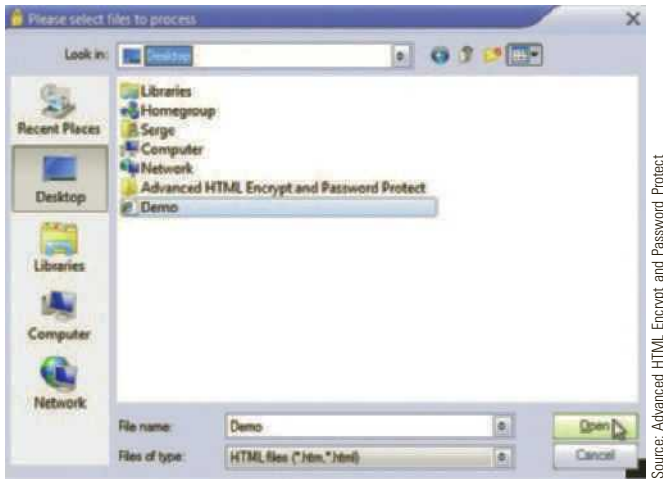 Please select files to process
Look in:
Desktop
Recent Places
Desktop
Libraries
Computer
Network
Libraries
Homegroup
Serge
Computer
Network
Advanced HTML Encrypt and Password Protect
Demo
File name:
Demo
Open
Files of type:
HTML files (*.htm,*.html)
Cancel
Source: Advanced HTML Encrypt and Password Protect